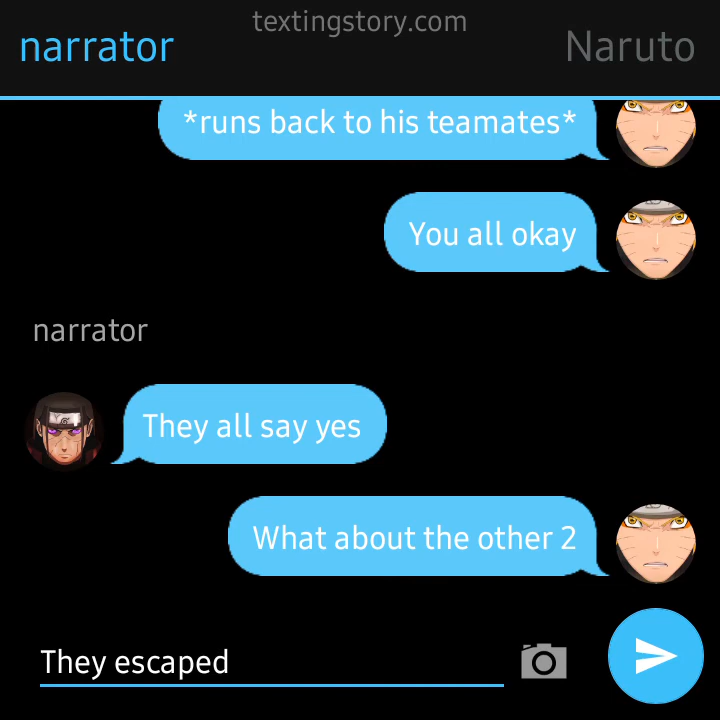 textingstory.com
narrator
Naruto
*runs back to his teamates*
You all okay
narrator
They all say yes
What about the other 2
They escaped